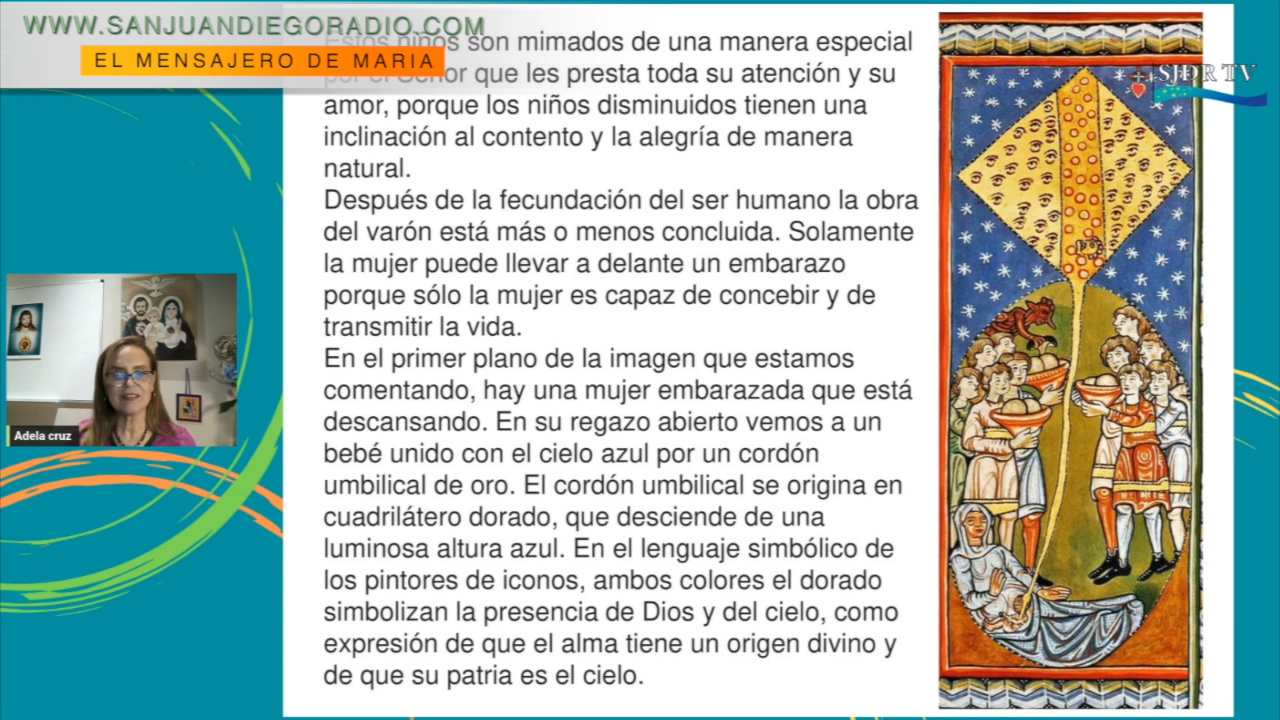 WWW.SANJUANDIEGORADIO.COM
EL MENSAJERO DE MARIA
SJDR TV
Estos niños son mimados de una manera especial
por el Señor que les presta toda su atención y su
amor, porque los niños disminuidos tienen una
inclinación al contento y la alegría de manera
natural.
Después de la fecundación del ser humano la obra
del varón está más o menos concluida. Solamente
la mujer puede llevar a delante un embarazo
porque sólo la mujer es capaz de concebir y de
transmitir la vida.
En el primer plano de la imagen que estamos
comentando, hay una mujer embarazada que está
descansando. En su regazo abierto vemos a un
bebé unido con el cielo azul por un cordón
umbilical de oro. El cordón umbilical se origina en
cuadrilátero dorado, que desciende de una
luminosa altura azul. En el lenguaje simbólico de
los pintores de iconos, ambos colores el dorado
simbolizan la presencia de Dios y del cielo, como
expresión de que el alma tiene un origen divino y
de que su patria es el cielo.
Adela cruz